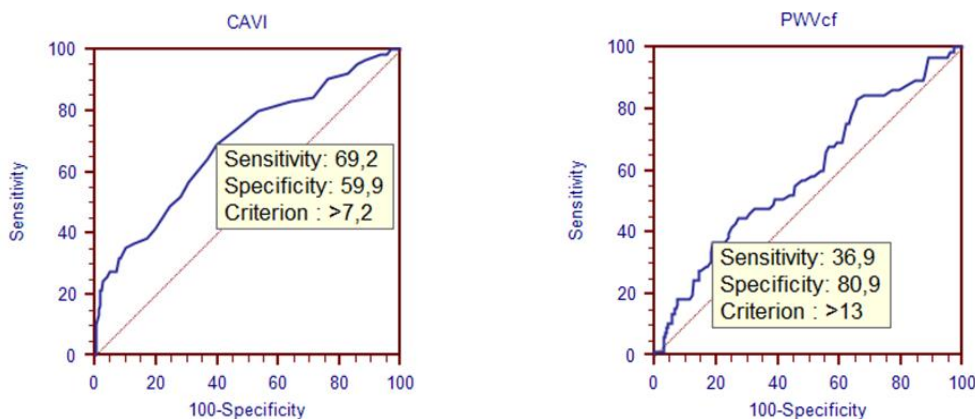 CAVI
100
80
60
40
20
0
Sensitivity
Sensitivity: 69,2
Specificity: 59,9
Criterion : >7,2
0 20 40 60 80 100
100-Specificity
PWVcf
100
80
60
40
20
0
Sensitivity
Sensitivity: 36,9
Specificity: 80,9
Criterion : >13
0 20 40 60 80 100
100-Specificity